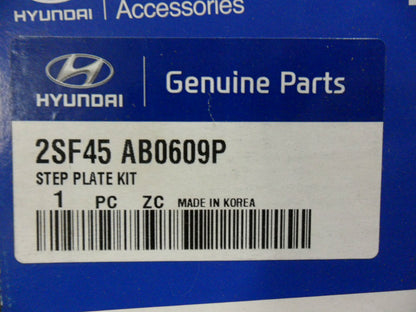 HYUNDAI | Accessories
HYUNDAI | Genuine Parts
2SF45 AB0609P
STEP PLATE KIT
1 PC ZC MADE IN KOREA